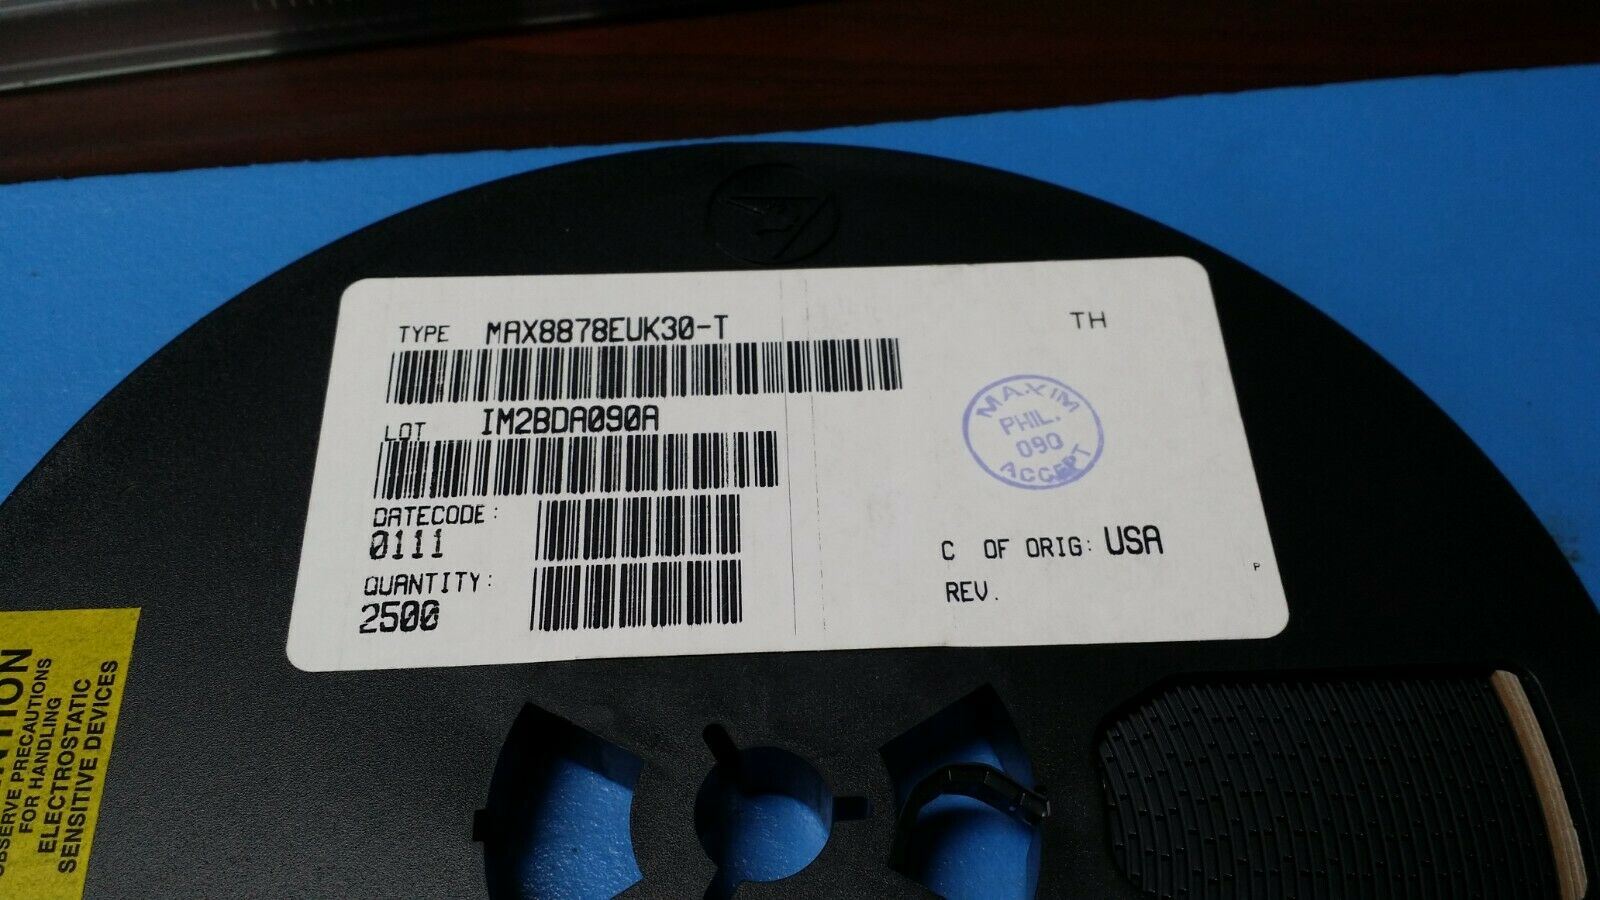 TYPE MAX8878EUK30-T
TH
LOT IM2BDA090A
MAXIM
PHIL.
090
ACCEPT
DATECODE:
0111
C OF ORIG: USA
QUANTITY:
2500
REV.
P
OBSERVE PRECAUTIONS
FOR HANDLING
ELECTROSTATIC
SENSITIVE DEVICES